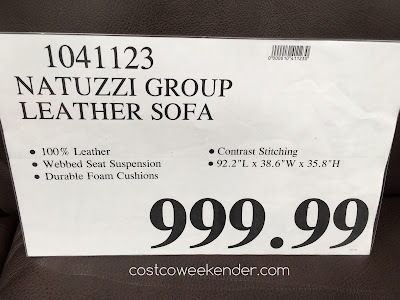 1041123
NATUZZI GROUP
LEATHER SOFA
• 100% Leather
• Webbed Seat Suspension
• Durable Foam Cushions
• Contrast Stitching
• 92.2"L x 38.6"W x 35.8"H
999.99
costcoweekender.com